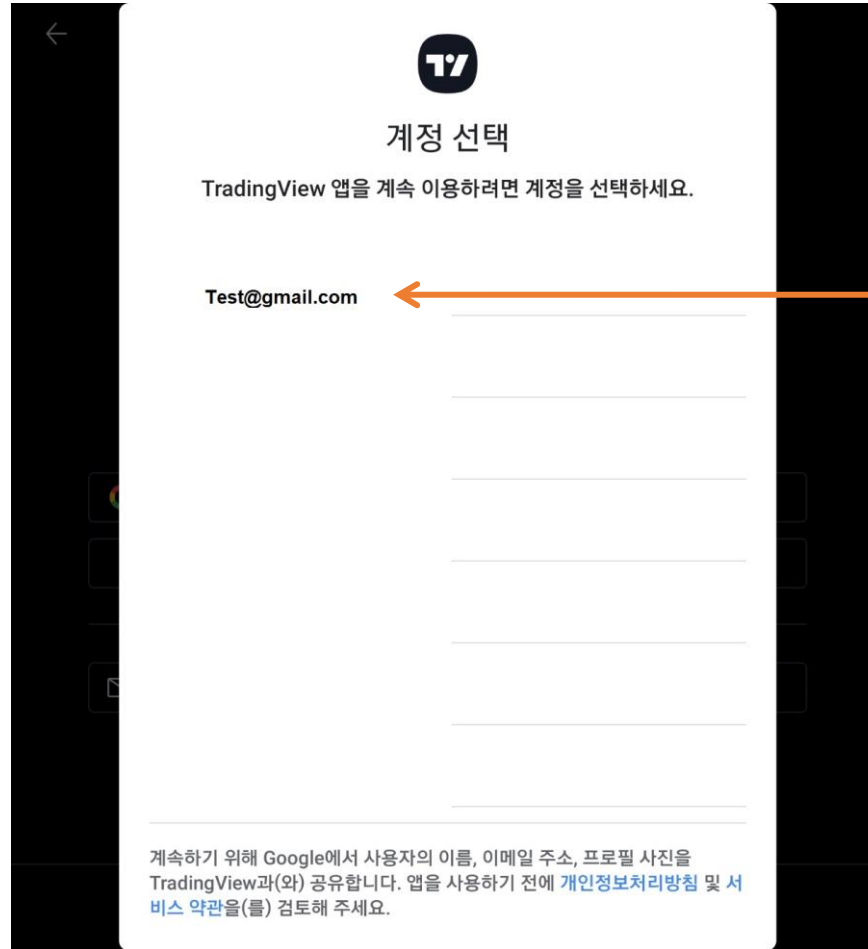 계정 선택
TradingView 앱을 계속 이용하려면 계정을 선택하세요.
Test@gmail.com
계속하기 위해 Google에서 사용자의 이름, 이메일 주소, 프로필 사진을
TradingView과(와) 공유합니다. 앱을 사용하기 전에 개인정보처리방침 및 서
비스 약관을(를) 검토해 주세요.